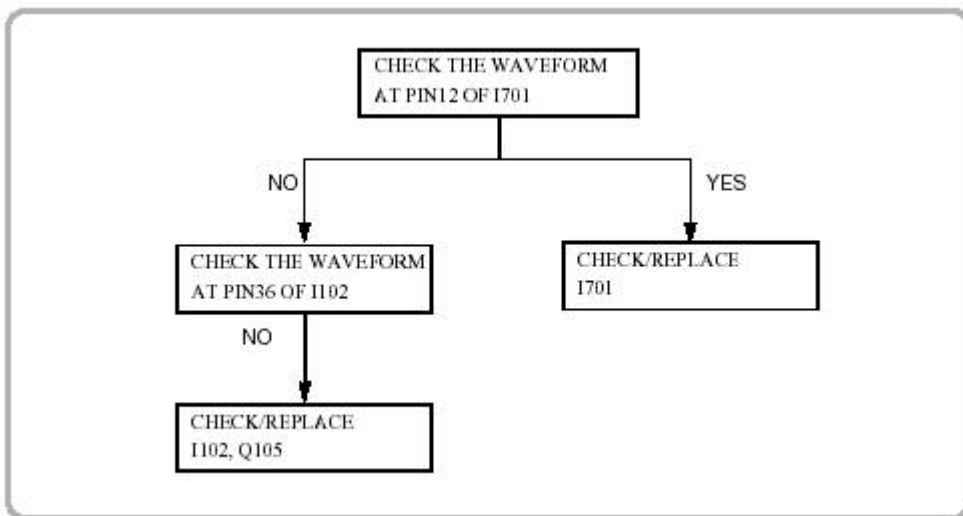 CHECK THE WAVEFORM
AT PIN12 OF I701
NO
YES
CHECK THE WAVEFORM
AT PIN36 OF I102
CHECK/REPLACE
I701
NO
CHECK/REPLACE
I102, Q105